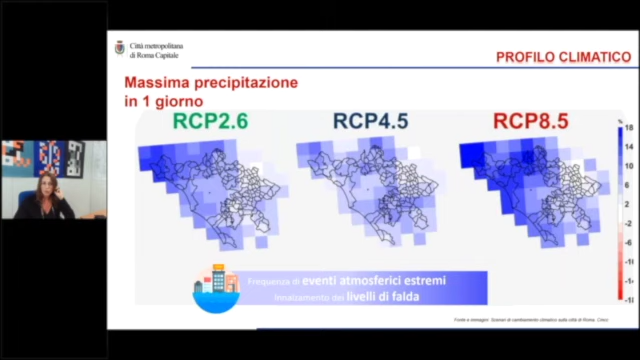 Città metropolitana
di Roma Capitale
PROFILO CLIMATICO
Massima precipitazione
in 1 giorno
RCP2.6 RCP4.5 RCP8.5
%
18
14
10
6
2
-2
-6
Frequenza di eventi atmosferici estremi
Innalzamento dei livelli di falda
Fonte e immagini: Scenari di cambiamento climatico sulla città di Roma.